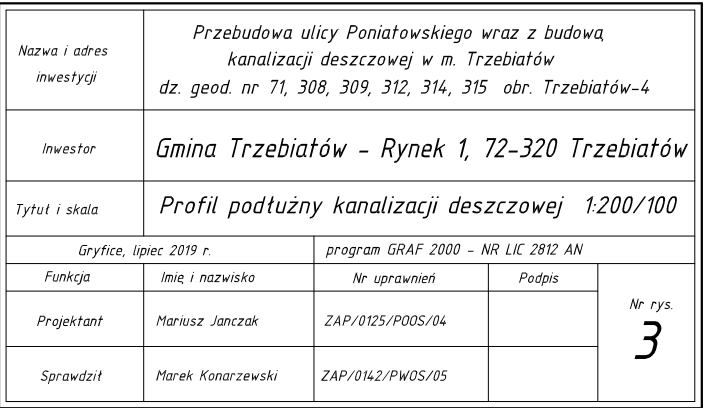 Nazwa i adres
inwestycji
Przebudowa ulicy Poniatowskiego wraz z budową
kanalizacji deszczowej w m. Trzebiatów
dz. geod. nr 71, 308, 309, 312, 314, 315 obr. Trzebiatów-4
Inwestor
Gmina Trzebiatów - Rynek 1, 72-320 Trzebiatów
Tytuł i skala
Profil podłużny kanalizacji deszczowej 1:200/100
Gryfice, lipiec 2019 r.
program GRAF 2000 - NR LIC 2812 AN
Funkcja
Imię i nazwisko
Nr uprawnień
Podpis
Nr rys.
3
Projektant
Mariusz Janczak
ZAP/0125/POOS/04
Sprawdził
Marek Konarzewski
ZAP/0142/PWOS/05